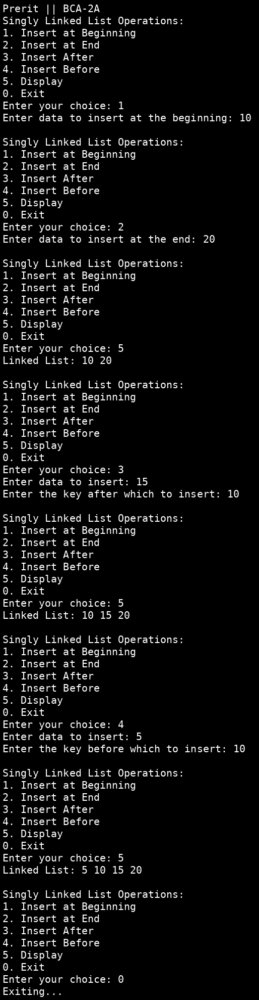 Prerit || BCA-2A
Singly Linked List Operations:
1. Insert at Beginning
2. Insert at End
3. Insert After
4. Insert Before
5. Display
0. Exit
Enter your choice: 1
Enter data to insert at the beginning: 10

Singly Linked List Operations:
1. Insert at Beginning
2. Insert at End
3. Insert After
4. Insert Before
5. Display
0. Exit
Enter your choice: 2
Enter data to insert at the end: 20

Singly Linked List Operations:
1. Insert at Beginning
2. Insert at End
3. Insert After
4. Insert Before
5. Display
0. Exit
Enter your choice: 5
Linked List: 10 20

Singly Linked List Operations:
1. Insert at Beginning
2. Insert at End
3. Insert After
4. Insert Before
5. Display
0. Exit
Enter your choice: 3
Enter data to insert: 15
Enter the key after which to insert: 10

Singly Linked List Operations:
1. Insert at Beginning
2. Insert at End
3. Insert After
4. Insert Before
5. Display
0. Exit
Enter your choice: 5
Linked List: 10 15 20

Singly Linked List Operations:
1. Insert at Beginning
2. Insert at End
3. Insert After
4. Insert Before
5. Display
0. Exit
Enter your choice: 4
Enter data to insert: 5
Enter the key before which to insert: 10

Singly Linked List Operations:
1. Insert at Beginning
2. Insert at End
3. Insert After
4. Insert Before
5. Display
0. Exit
Enter your choice: 5
Linked List: 5 10 15 20

Singly Linked List Operations:
1. Insert at Beginning
2. Insert at End
3. Insert After
4. Insert Before
5. Display
0. Exit
Enter your choice: 0
Exiting...